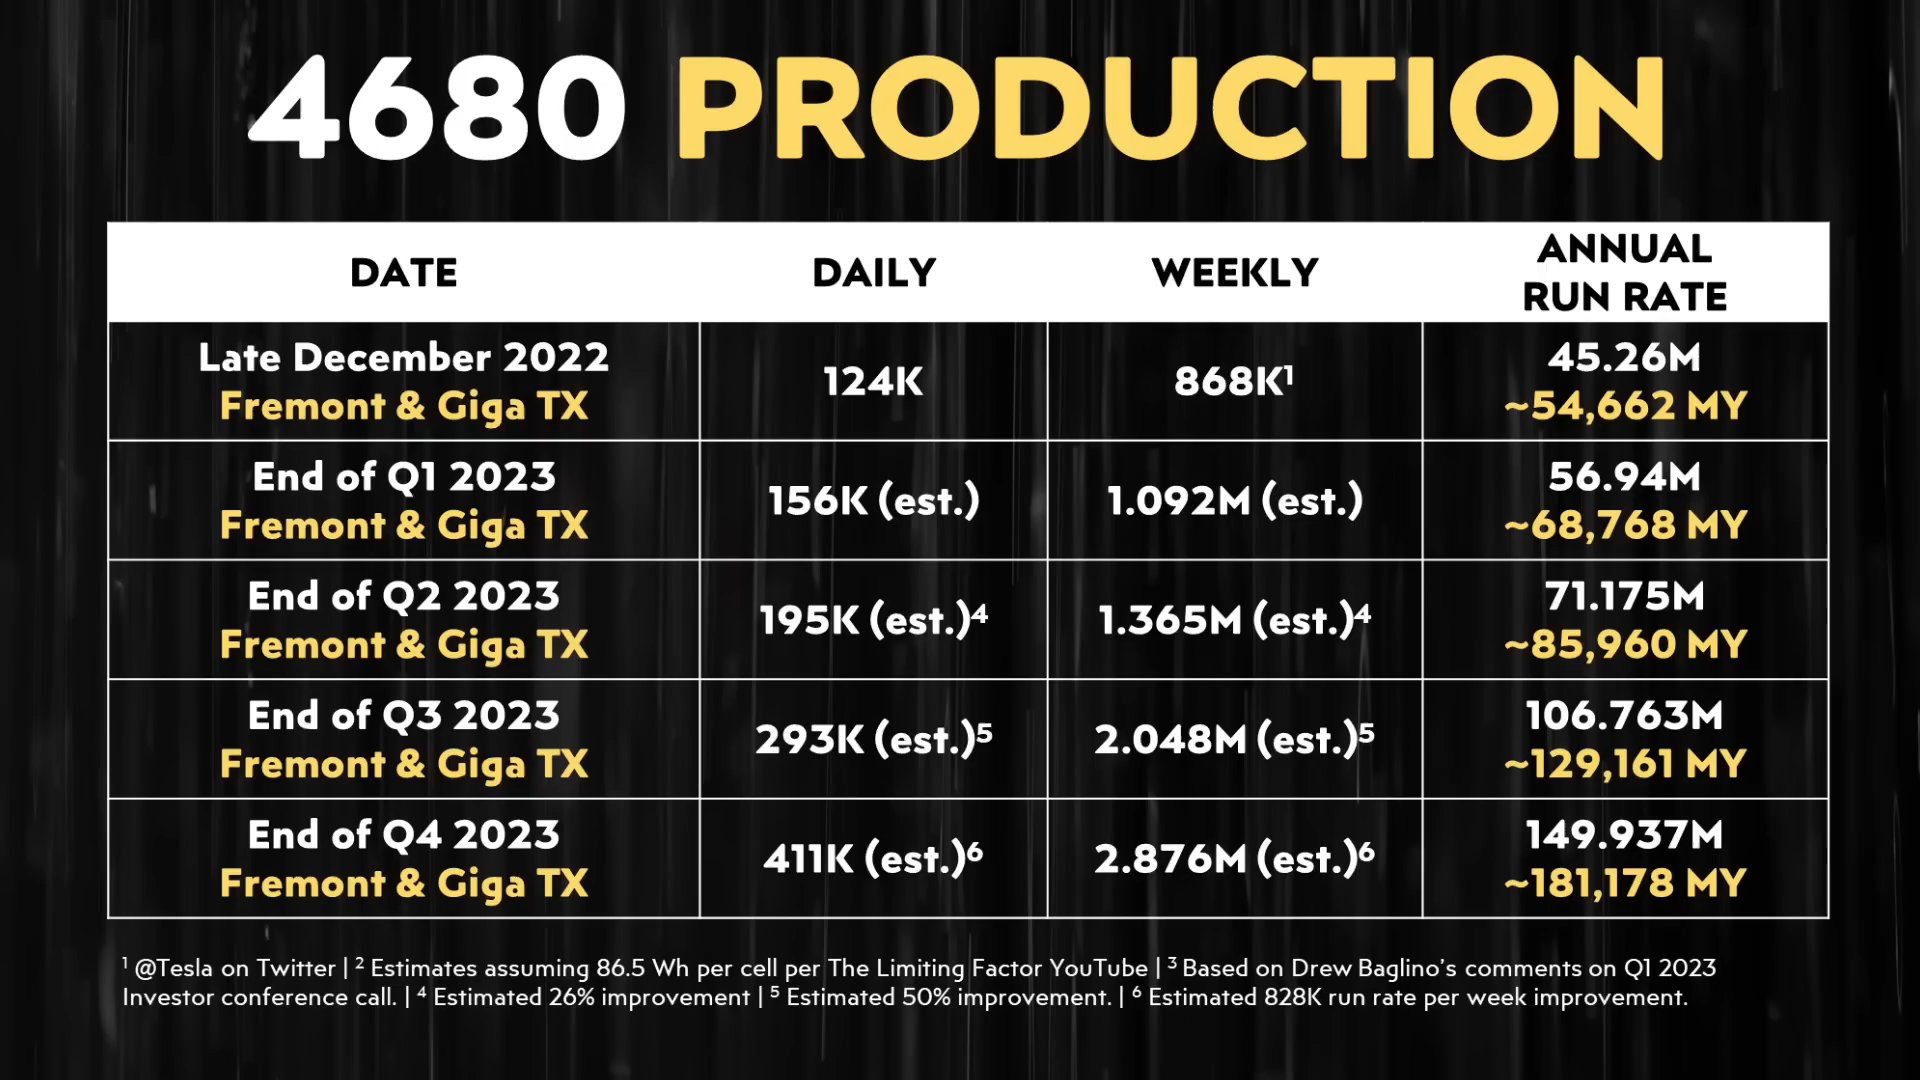 4680 PRODUCTION
DATE DAILY WEEKLY ANNUAL
RUN RATE
Late December 2022
Fremont & Giga TX
124K
868K¹
45.26M
~54,662 MY
End of Q1 2023
Fremont & Giga TX
156K (est.)
1.092M (est.)
56.94M
~68,768 MY
End of Q2 2023
Fremont & Giga TX
195K (est.)⁴
1.365M (est.)⁴
71.175M
~85,960 MY
End of Q3 2023
Fremont & Giga TX
293K (est.)⁵
2.048M (est.)⁵
106.763M
~129,161 MY
End of Q4 2023
Fremont & Giga TX
411K (est.)⁶
2.876M (est.)⁶
149.937M
~181,178 MY
¹ @Tesla on Twitter | ² Estimates assuming 86.5 Wh per cell per The Limiting Factor YouTube | ³ Based on Drew Baglino's comments on Q1 2023
Investor conference call. | ⁴ Estimated 26% improvement | ⁵ Estimated 50% improvement. | ⁶ Estimated 828K run rate per week improvement.